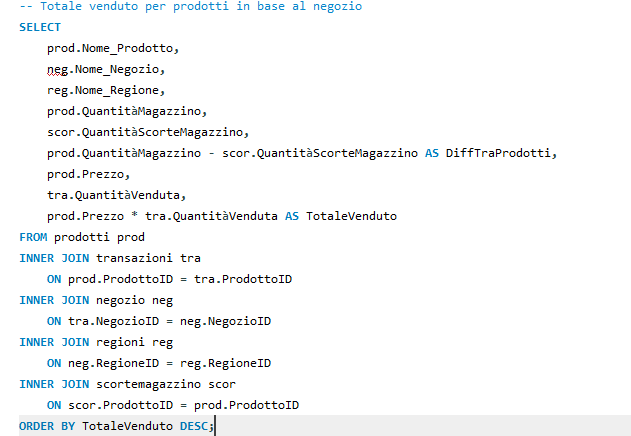 -- Totale venduto per prodotti in base al negozio
SELECT
prod.Nome_Prodotto,
neg.Nome_Negozio,
reg.Nome_Regione,
prod.QuantitàMagazzino,
scor.QuantitàScorteMagazzino,
prod.QuantitàMagazzino - scor.QuantitàScorteMagazzino AS DiffTraProdotti,
prod.Prezzo,
tra.QuantitàVenduta,
prod.Prezzo * tra.QuantitàVenduta AS TotaleVenduto
FROM prodotti prod
INNER JOIN transazioni tra
ON prod.ProdottoID = tra.ProdottoID
INNER JOIN negozio neg
ON tra.NegozioID = neg.NegozioID
INNER JOIN regioni reg
ON neg.RegioneID = reg.RegioneID
INNER JOIN scortemagazzino scor
ON scor.ProdottoID = prod.ProdottoID
ORDER BY TotaleVenduto DESC;